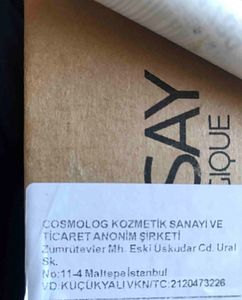 SAY
GIQUE
COSMOLOG KOZMETİK SANAYİ VE
TİCARET ANONİM ŞİRKETİ
Zümrütevler Mh. Eski Üsküdar Cd. Ural
Sk.
No:11-4 Maltepe/İstanbul
VD:KÜÇÜKYALI VKN/TC:2120473226